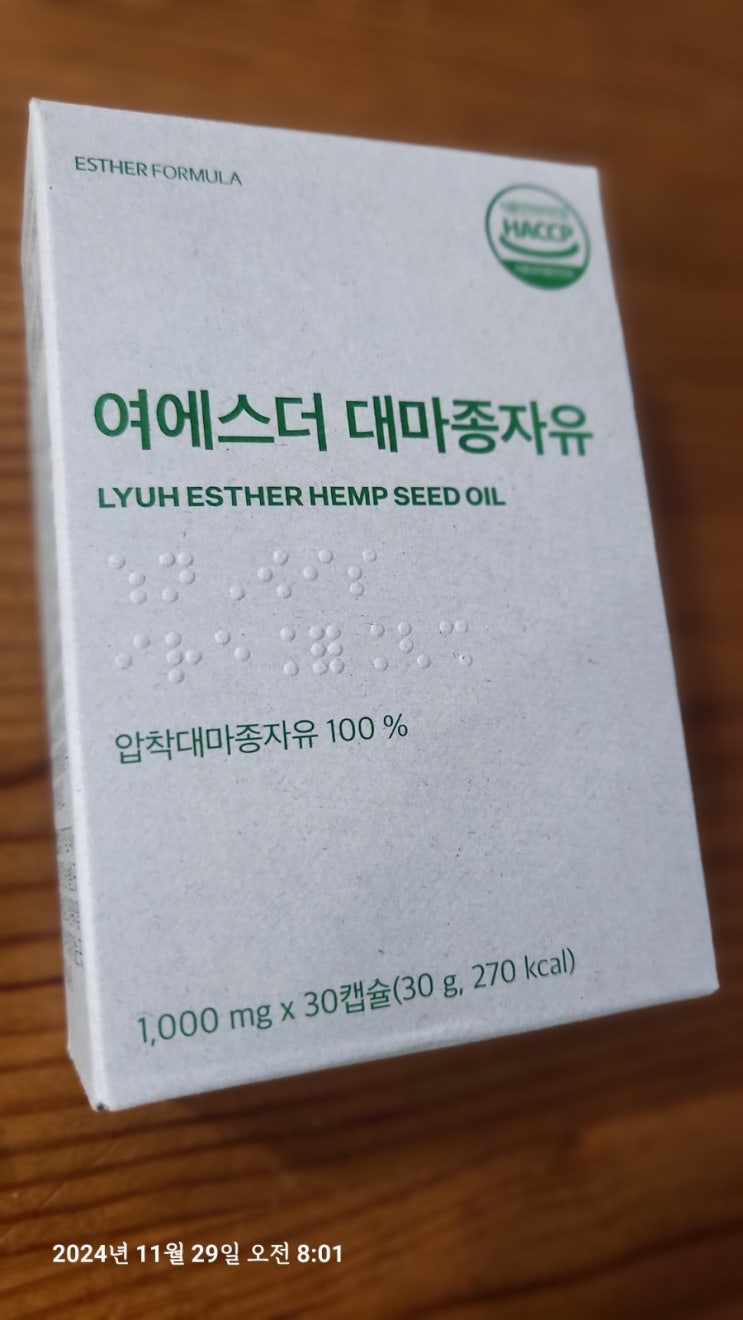 ESTHER FORMULA
HACCP
여에스더 대마종자유
LYUH ESTHER HEMP SEED OIL
압착대마종자유 100 %
1,000 mg x 30캡슐(30 g, 270 kcal)
2024년 11월 29일 오전 8:01